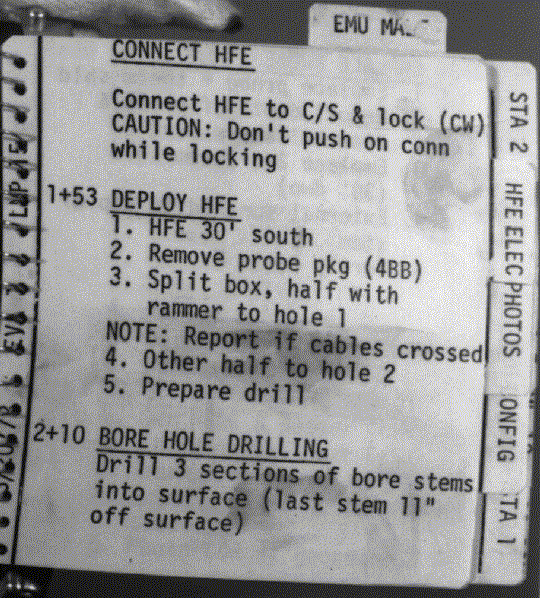 EMU
CONNECT HFE
Connect HFE to C/S & lock (CW)
CAUTION: Don't push on conn
while locking
1+53 DEPLOY HFE
1. HFE 30' south
2. Remove probe pkg (4BB)
3. Split box, half with
rammer to hole 1
NOTE: Report if cables crossed
4. Other half to hole 2
5. Prepare drill
2+10 BORE HOLE DRILLING
Drill 3 sections of bore stems
into surface (last stem 11"
off surface)
STA 2
HFE ELEC PHOTOS
ONFIG
TA 1
EVA 2